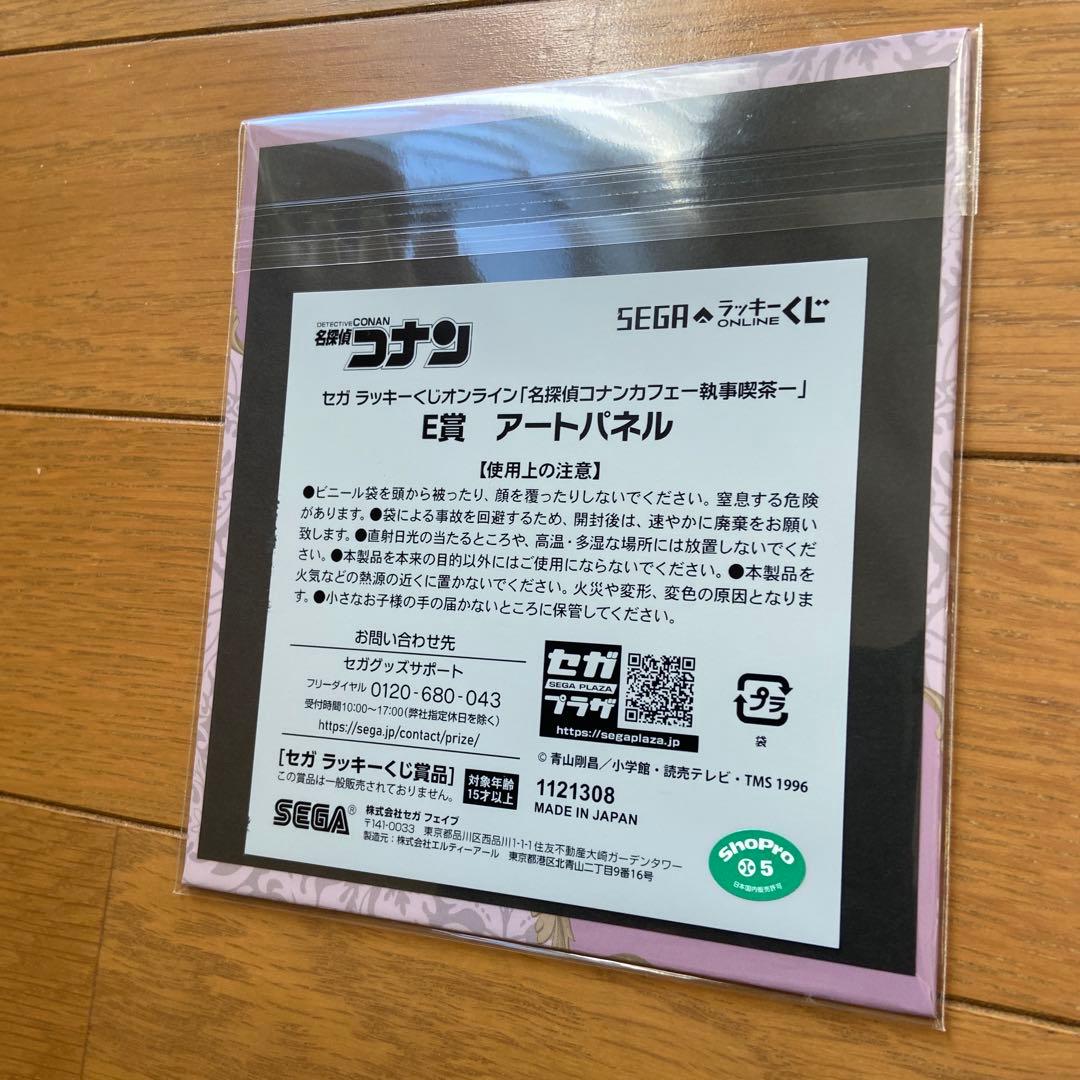 DETECTIVE CONAN
名探偵コナン
SEGA ラッキーくじ ONLINE
セガ ラッキーくじオンライン「名探偵コナンカフェー執事喫茶ー」
E賞 アートパネル
【使用上の注意】
●ビニール袋を頭から被ったり、顔を覆ったりしないでください。窒息する危険
があります。●袋による事故を回避するため、開封後は、速やかに廃棄をお願い
致します。●直射日光の当たるところや、高温・多湿な場所には放置しないでくだ
さい。●本製品を本来の目的以外にはご使用にならないでください。●本製品を
火気などの熱源の近くに置かないでください。火災や変形、変色の原因となりま
す。●小さなお子様の手の届かないところに保管してください。
お問い合わせ先
セガグッズサポート
フリーダイヤル 0120-680-043
受付時間10:00~17:00(弊社指定休日を除く)
https://sega.jp/contact/prize/
セガ
SEGA PLAZA
プラザ
https://segaplaza.jp
プラ
袋
©青山剛昌/小学館・読売テレビ・TMS 1996
[セガ ラッキーくじ賞品]
この賞品は一般販売されておりません。
対象年齢
15才以上
1121308
MADE IN JAPAN
SEGA® 株式会社セガ フェイブ
〒141-0033 東京都品川区西品川1-1-1住友不動産大崎ガーデンタワー
製造元:株式会社エルディーアール 東京都港区北青山二丁目9番16号
ShoPro
5
日本国内販売許可